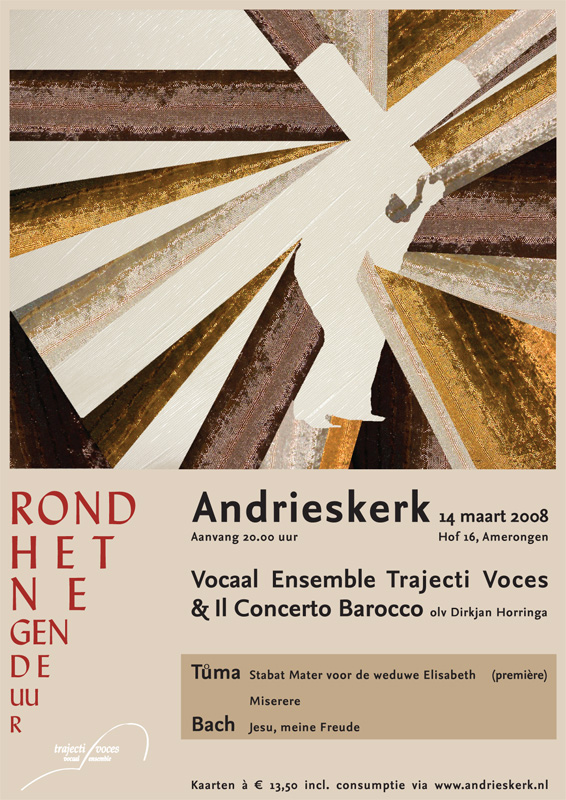 ROND
HET
NE
GEN
DE
UU
R
trajecti voces
vocaal ensemble
Andrieskerk 14 maart 2008
Aanvang 20.00 uur Hof 16, Amerongen
Vocaal Ensemble Trajecti Voces
& Il Concerto Barocco olv Dirkjan Horringa
Tůma Stabat Mater voor de weduwe Elisabeth (première)
Miserere
Bach Jesu, meine Freude
Kaarten à € 13,50 incl. consumptie via www.andrieskerk.nl